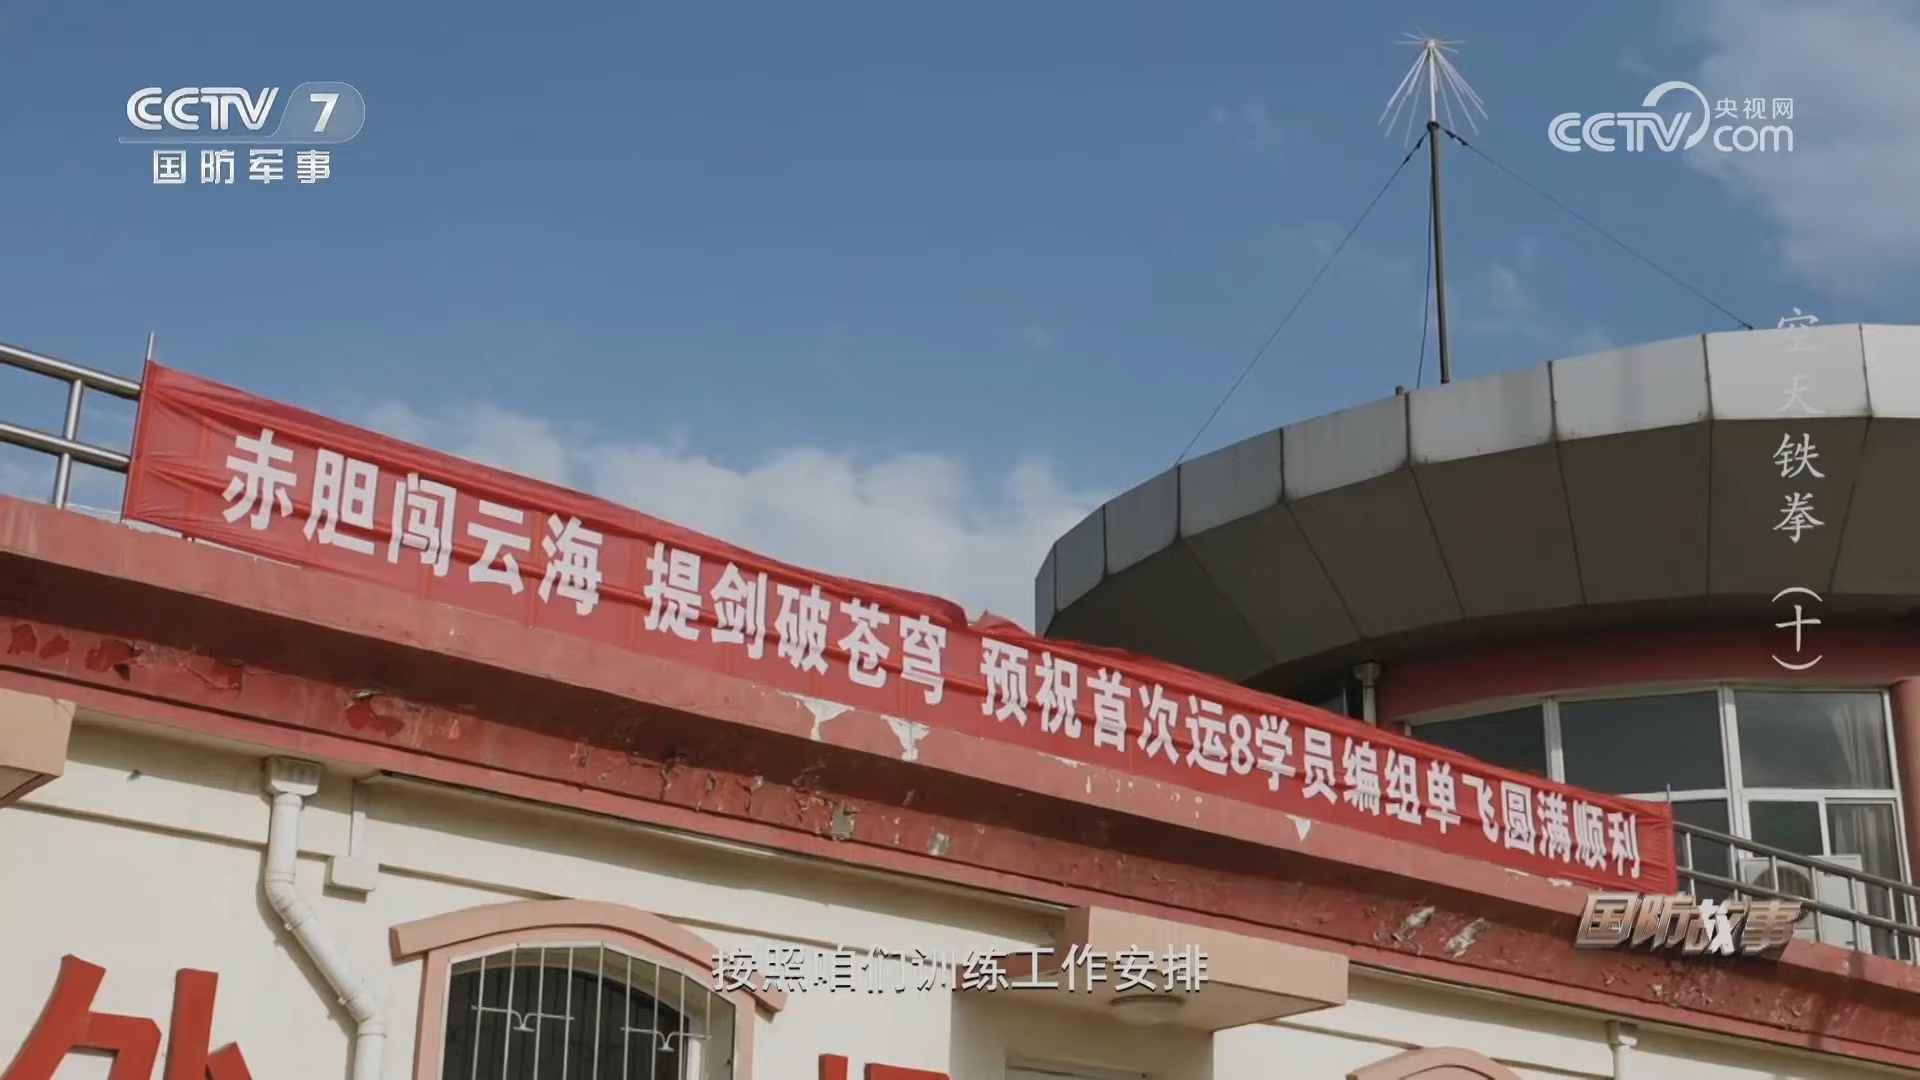 CCTV 7
国防军事
央视网
CCTV com
空天铁拳（十）
赤胆闯云海 提剑破苍穹 预祝首次运8学员编组单飞圆满顺利
国防故事
按照咱们训练工作安排